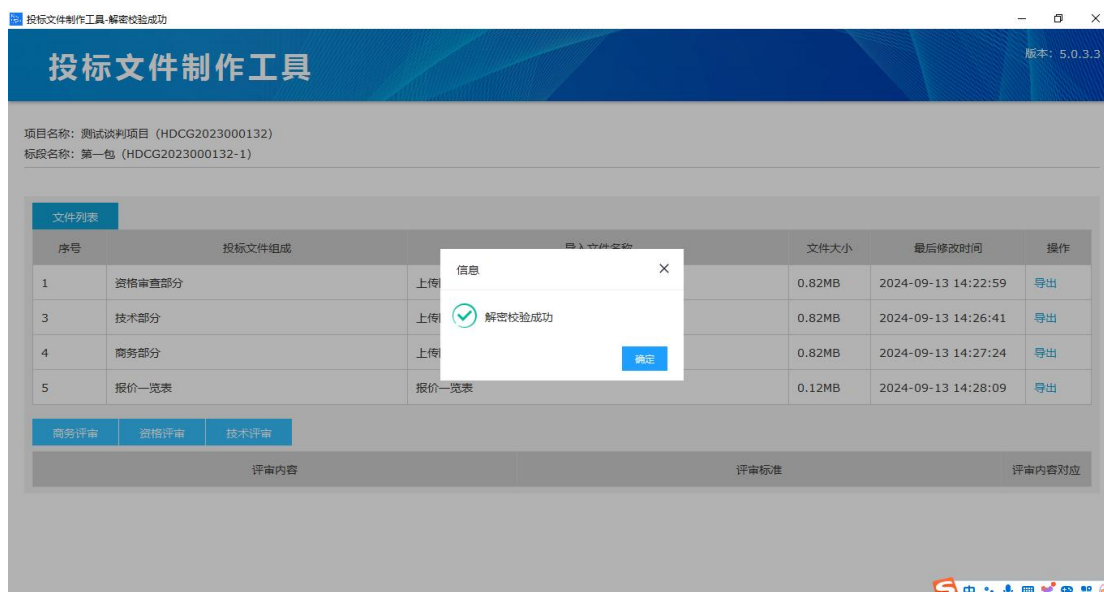 投标文件制作工具-解密校验成功
投标文件制作工具
版本：5.0.3.3
项目名称：测试谈判项目（HDCG2023000132）
标段名称：第一包（HDCG2023000132-1）
文件列表
序号 投标文件组成 导入文件名称 文件大小 最后修改时间 操作
1 资格审查部分 上传 0.82MB 2024-09-13 14:22:59 导出
3 技术部分 上传 0.82MB 2024-09-13 14:26:41 导出
4 商务部分 上传 0.82MB 2024-09-13 14:27:24 导出
5 报价一览表 报价一览表 0.12MB 2024-09-13 14:28:09 导出
信息
解密校验成功
确定
商务评审 资格评审 技术评审
评审内容 评审标准 评审内容对应
中